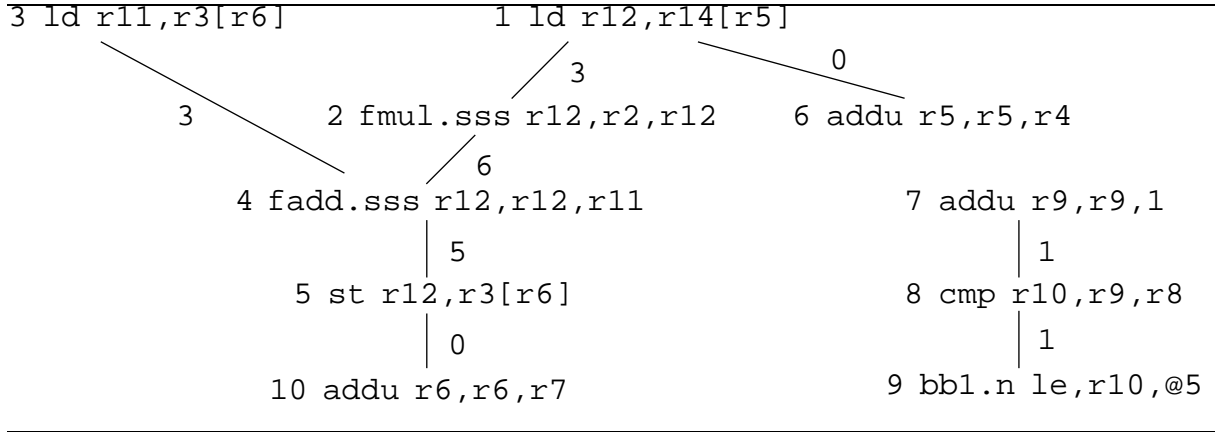 3 ld r11,r3[r6] 1 ld r12,r14[r5]
0
3
3 2 fmul.sss r12,r2,r12 6 addu r5,r5,r4
6
4 fadd.sss r12,r12,r11 7 addu r9,r9,1
5 1
5 st r12,r3[r6] 8 cmp r10,r9,r8
0 1
10 addu r6,r6,r7 9 bb1.n le,r10,@5